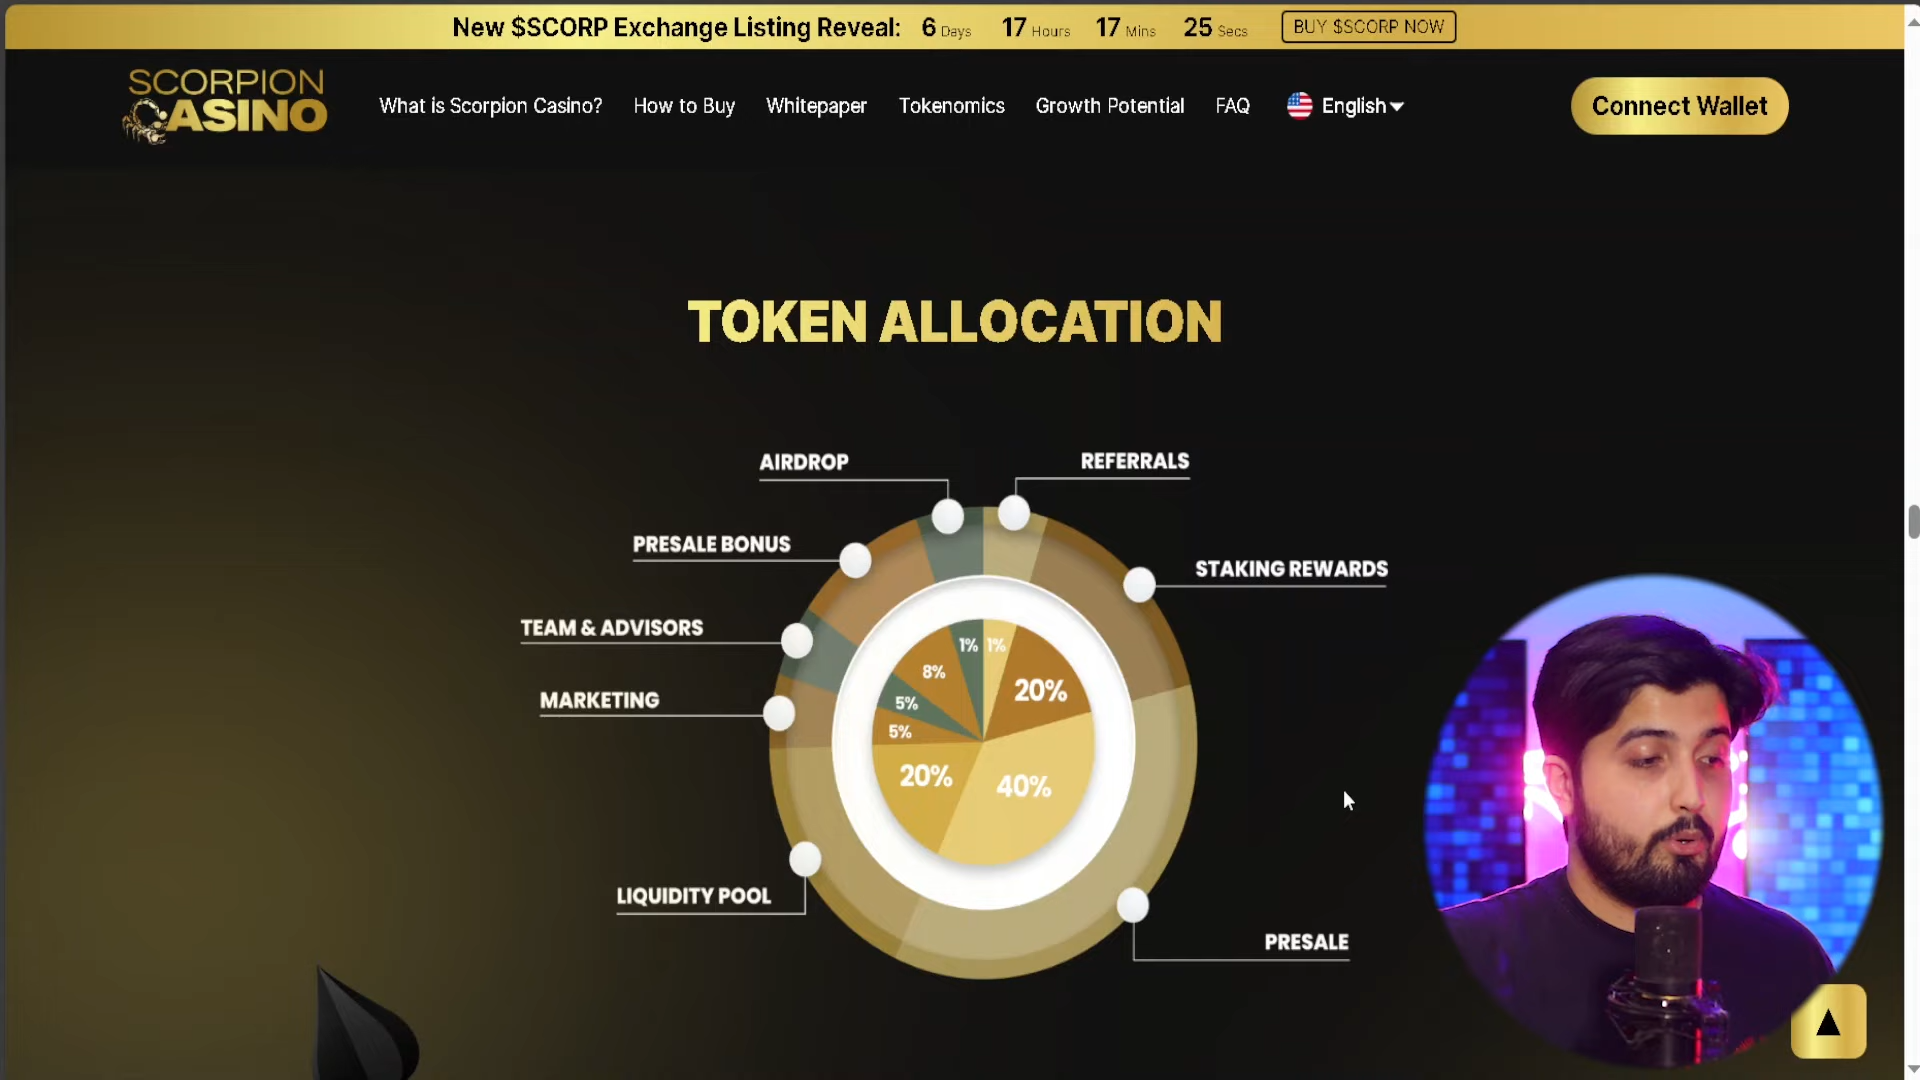 New $SCORP Exchange Listing Reveal: 6 Days 17 Hours 17 Mins 25 Secs BUY $SCORP NOW
SCORPION
CASINO
What is Scorpion Casino? How to Buy Whitepaper Tokenomics Growth Potential FAQ English Connect Wallet
TOKEN ALLOCATION
AIRDROP
REFERRALS
PRESALE BONUS
STAKING REWARDS
TEAM & ADVISORS
MARKETING
LIQUIDITY POOL
PRESALE
1% 1%
8%
20%
5%
5%
20%
40%